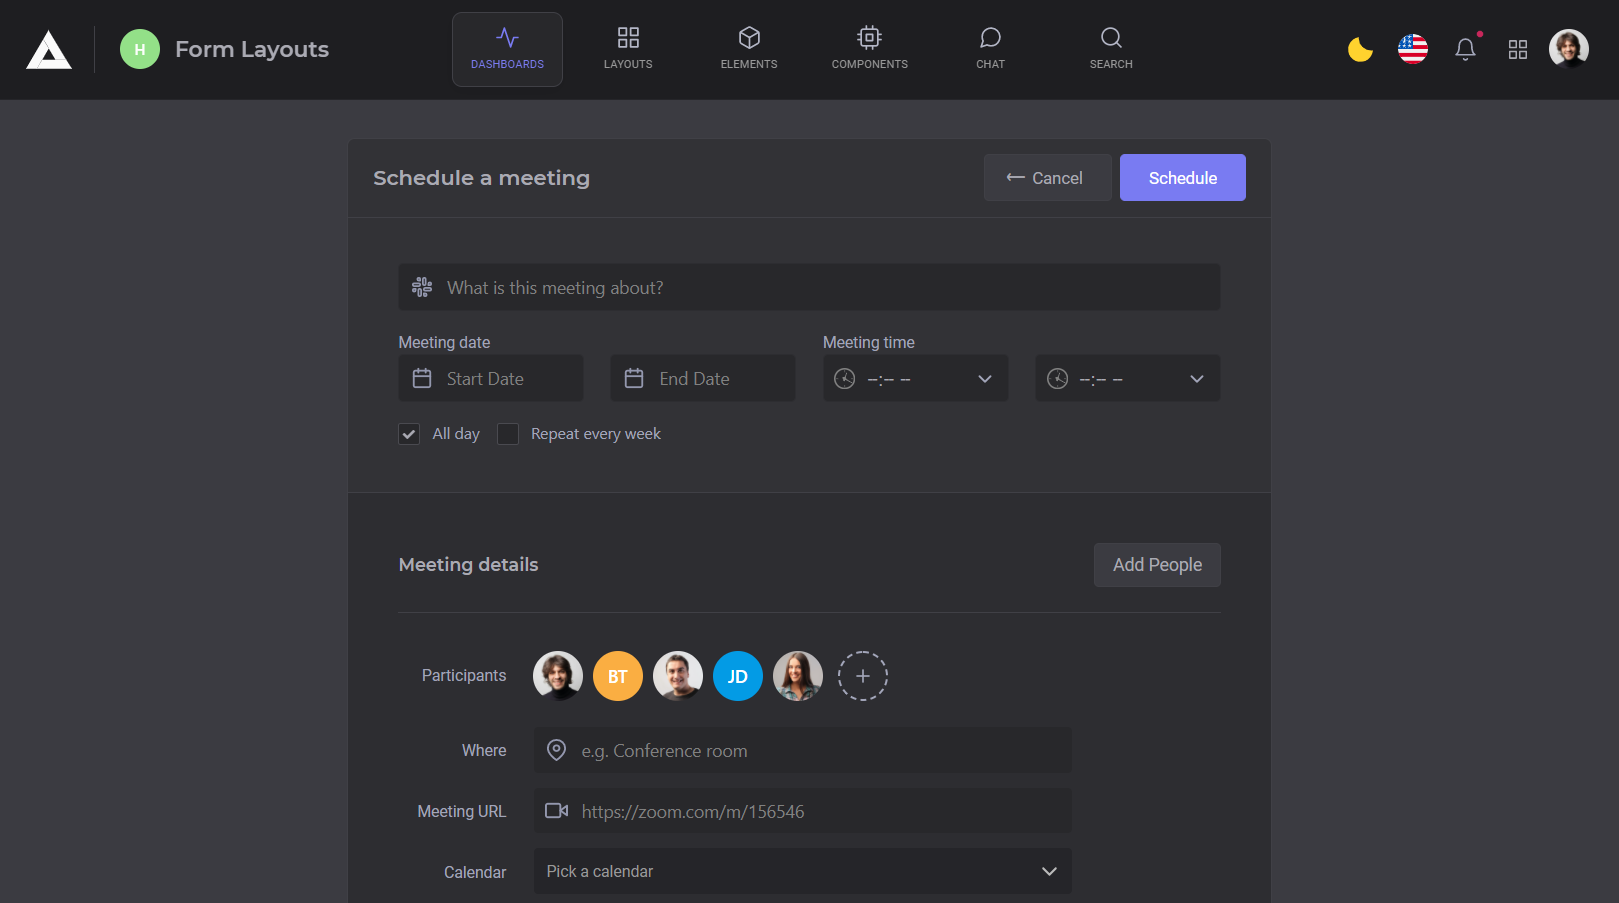 H
Form Layouts
DASHBOARDS
LAYOUTS
ELEMENTS
COMPONENTS
CHAT
SEARCH
Schedule a meeting
Cancel
Schedule
What is this meeting about?
Meeting date
Meeting time
Start Date
End Date
--:-- --
--:-- --
All day
Repeat every week
Meeting details
Add People
Participants
BT
JD
Where
e.g. Conference room
Meeting URL
https://zoom.com/m/156546
Calendar
Pick a calendar